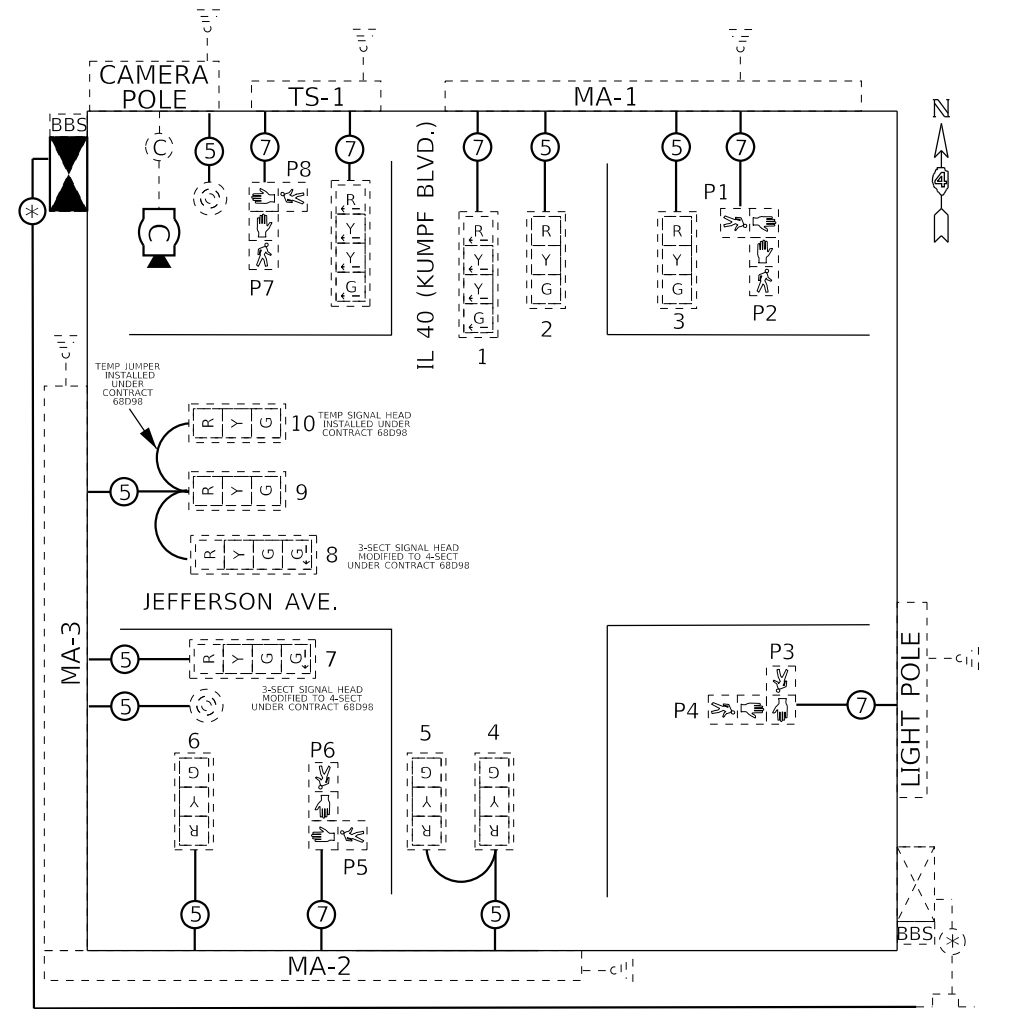 CAMERA
POLE
TS-1
MA-1
N
4
BBS
C
5
7
7
7
5
5
7
P8
P1
IL 40 (KUMPF BLVD.)
C
R
Y
Y
G
R
Y
Y
G
R
Y
G
R
Y
G
P7
P2
1
2
3
TEMP JUMPER
INSTALLED
UNDER
CONTRACT
68D98
R Y G
10
TEMP SIGNAL HEAD
INSTALLED UNDER
CONTRACT 68D98
5
R Y G
9
R Y G G
8
3-SECT SIGNAL HEAD
MODIFIED TO 4-SECT
UNDER CONTRACT 68D98
JEFFERSON AVE.
MA-3
5
R Y G G
7
3-SECT SIGNAL HEAD
MODIFIED TO 4-SECT
UNDER CONTRACT 68D98
5
P3
P4
7
LIGHT POLE
6
P6
5
4
G
Y
R
G
Y
R
G
Y
R
P5
5
7
5
BBS
MA-2